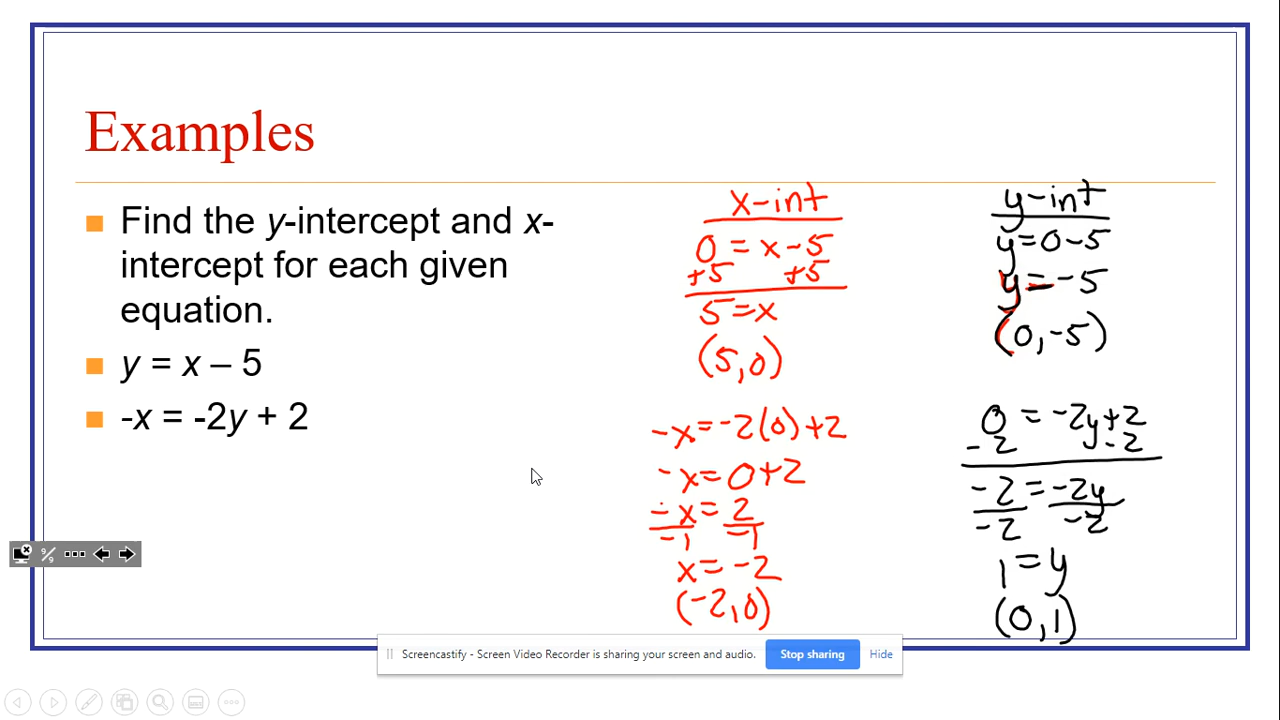 Examples
Find the y-intercept and x-
intercept for each given
equation.
y = x – 5
-x = -2y + 2
x-int
0 = x - 5
+5 +5
5 = x
(5,0)
-x = -2(0) + 2
-x = 0 + 2
-x = 2
-1 -1
x = -2
(-2,0)
y-int
y = 0 - 5
y = -5
(0,-5)
0 = -2y + 2
-2 -2
-2 = -2y
-2 -2
1 = y
(0,1)
9/9
Screencastify - Screen Video Recorder is sharing your screen and audio. Stop sharing Hide